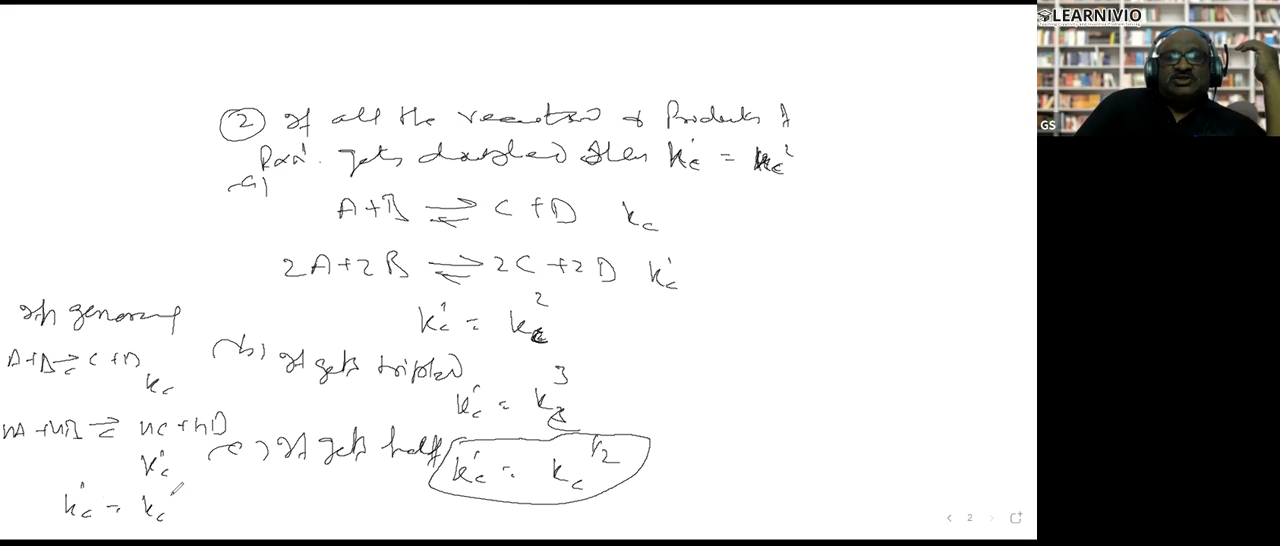 ② If all the reactants & Products of
Rxn. gets doubled then Kc' = Kc²
(a)
A + B ⇌ C + D Kc
2A + 2B ⇌ 2C + 2D Kc'
Kc' = Kc²
(b) It gets tripled
Kc' = Kc³
(c) It gets half
Kc' = Kc^1/2
In general
A+B ⇌ C + D
Kc
nA + nB ⇌ nC + nD
Kc'
Kc' = Kc
LEARNIVIO
GS
2